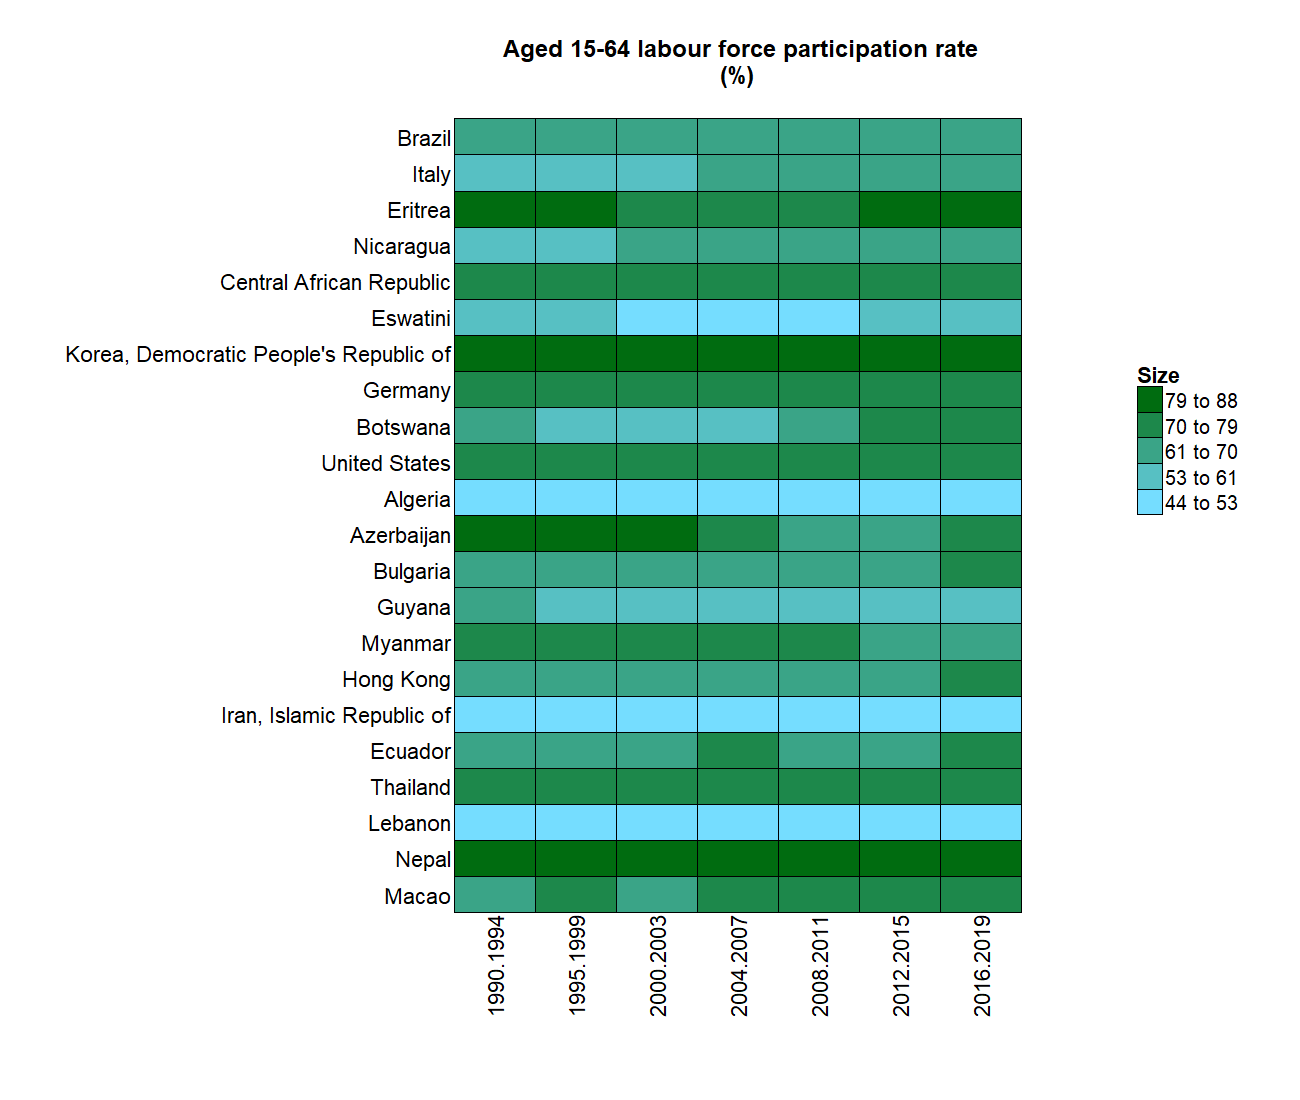 Aged 15-64 labour force participation rate
(%)
Brazil
Italy
Eritrea
Nicaragua
Central African Republic
Eswatini
Korea, Democratic People's Republic of
Germany
Botswana
United States
Algeria
Azerbaijan
Bulgaria
Guyana
Myanmar
Hong Kong
Iran, Islamic Republic of
Ecuador
Thailand
Lebanon
Nepal
Macao
1990.1994
1995.1999
2000.2003
2004.2007
2008.2011
2012.2015
2016.2019
Size
79 to 88
70 to 79
61 to 70
53 to 61
44 to 53